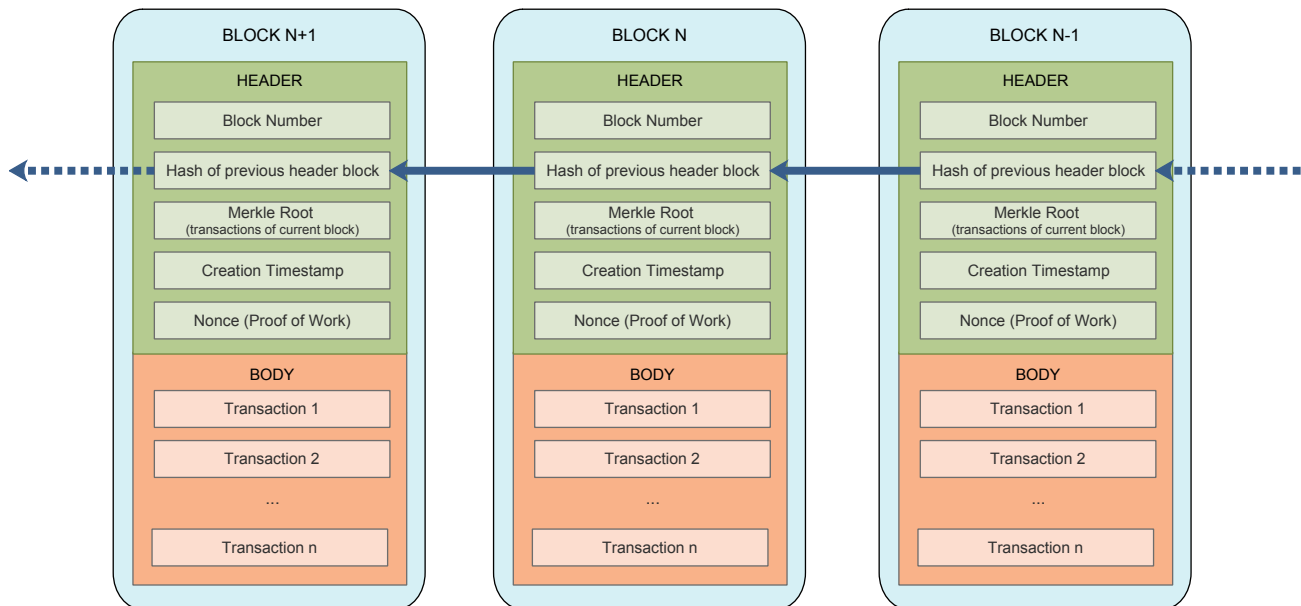 BLOCK N+1
HEADER
Block Number
Hash of previous header block
Merkle Root
(transactions of current block)
Creation Timestamp
Nonce (Proof of Work)
BODY
Transaction 1
Transaction 2
...
Transaction n
BLOCK N
HEADER
Block Number
Hash of previous header block
Merkle Root
(transactions of current block)
Creation Timestamp
Nonce (Proof of Work)
BODY
Transaction 1
Transaction 2
...
Transaction n
BLOCK N-1
HEADER
Block Number
Hash of previous header block
Merkle Root
(transactions of current block)
Creation Timestamp
Nonce (Proof of Work)
BODY
Transaction 1
Transaction 2
...
Transaction n